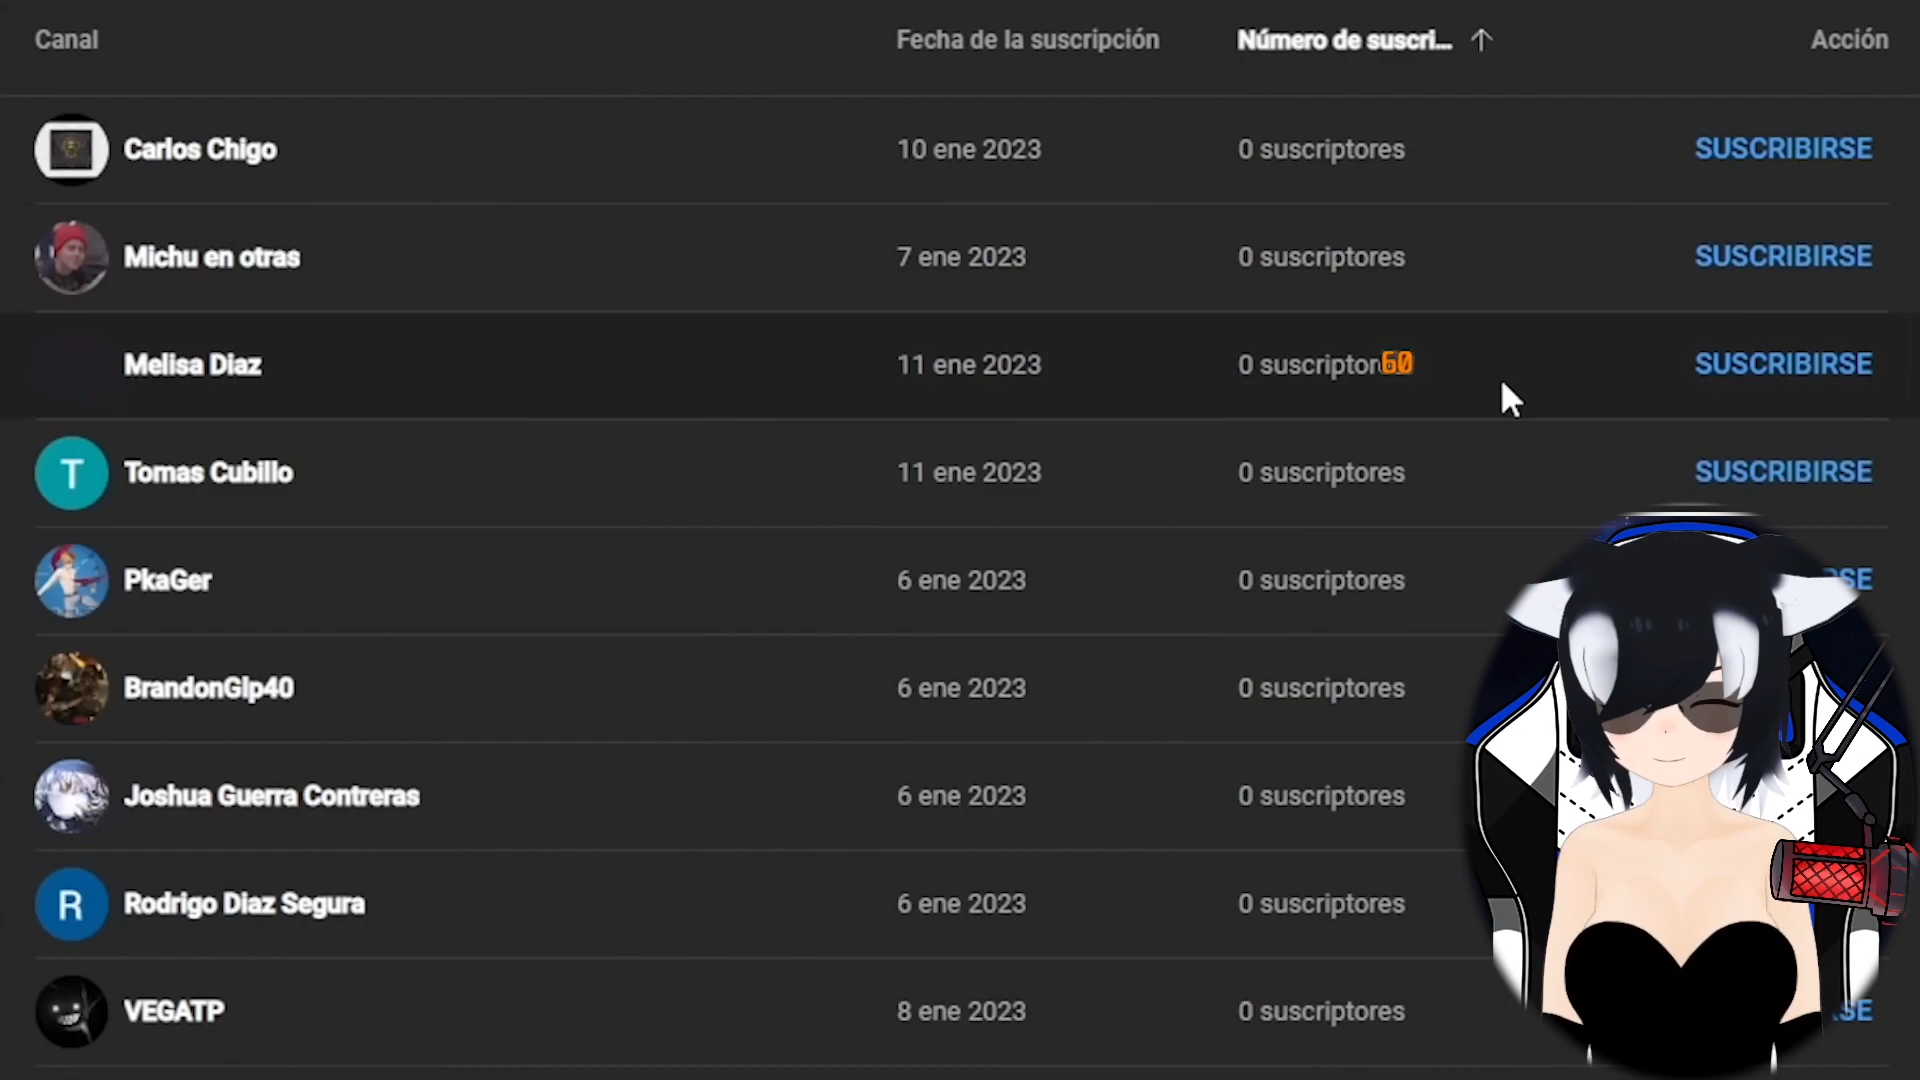 Canal Fecha de la suscripción Número de suscri... ↑ Acción
Carlos Chigo 10 ene 2023 0 suscriptores SUSCRIBIRSE
Michu en otras 7 ene 2023 0 suscriptores SUSCRIBIRSE
Melisa Diaz 11 ene 2023 0 suscriptor 60 SUSCRIBIRSE
T Tomas Cubillo 11 ene 2023 0 suscriptores SUSCRIBIRSE
PkaGer 6 ene 2023 0 suscriptores SE
BrandonGlp40 6 ene 2023 0 suscriptores
Joshua Guerra Contreras 6 ene 2023 0 suscriptores
R Rodrigo Diaz Segura 6 ene 2023 0 suscriptores
VEGATP 8 ene 2023 0 suscriptores SE